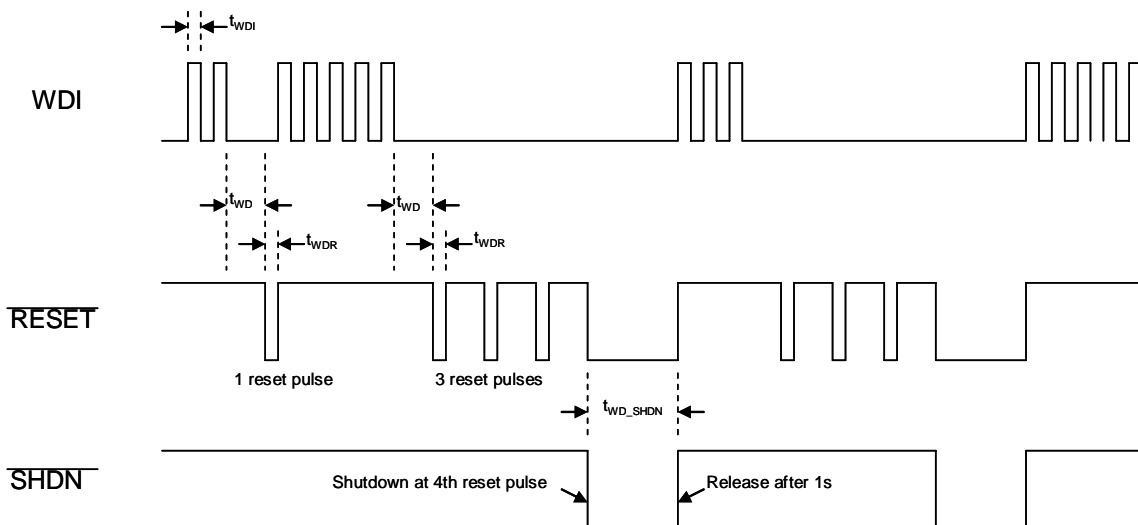 tWDI
WDI
tWD
tWD
tWDR
tWDR
RESET
1 reset pulse
3 reset pulses
tWD_SHDN
SHDN
Shutdown at 4th reset pulse
Release after 1s